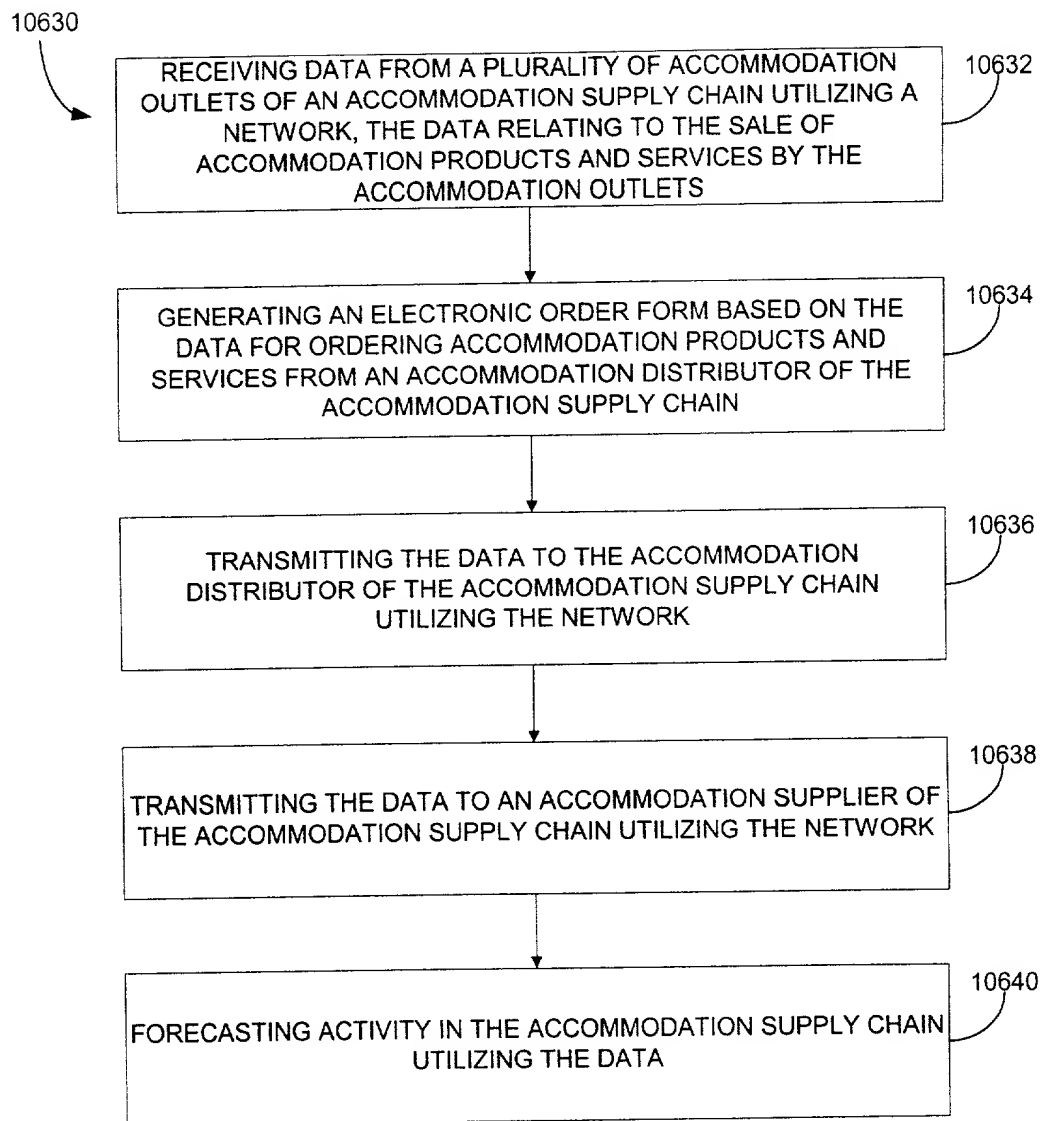 10630
RECEIVING DATA FROM A PLURALITY OF ACCOMMODATION
OUTLETS OF AN ACCOMMODATION SUPPLY CHAIN UTILIZING A
NETWORK, THE DATA RELATING TO THE SALE OF
ACCOMMODATION PRODUCTS AND SERVICES BY THE
ACCOMMODATION OUTLETS
10632
GENERATING AN ELECTRONIC ORDER FORM BASED ON THE
DATA FOR ORDERING ACCOMMODATION PRODUCTS AND
SERVICES FROM AN ACCOMMODATION DISTRIBUTOR OF THE
ACCOMMODATION SUPPLY CHAIN
10634
TRANSMITTING THE DATA TO THE ACCOMMODATION
DISTRIBUTOR OF THE ACCOMMODATION SUPPLY CHAIN
UTILIZING THE NETWORK
10636
TRANSMITTING THE DATA TO AN ACCOMMODATION SUPPLIER OF
THE ACCOMMODATION SUPPLY CHAIN UTILIZING THE NETWORK
10638
FORECASTING ACTIVITY IN THE ACCOMMODATION SUPPLY CHAIN
UTILIZING THE DATA
10640